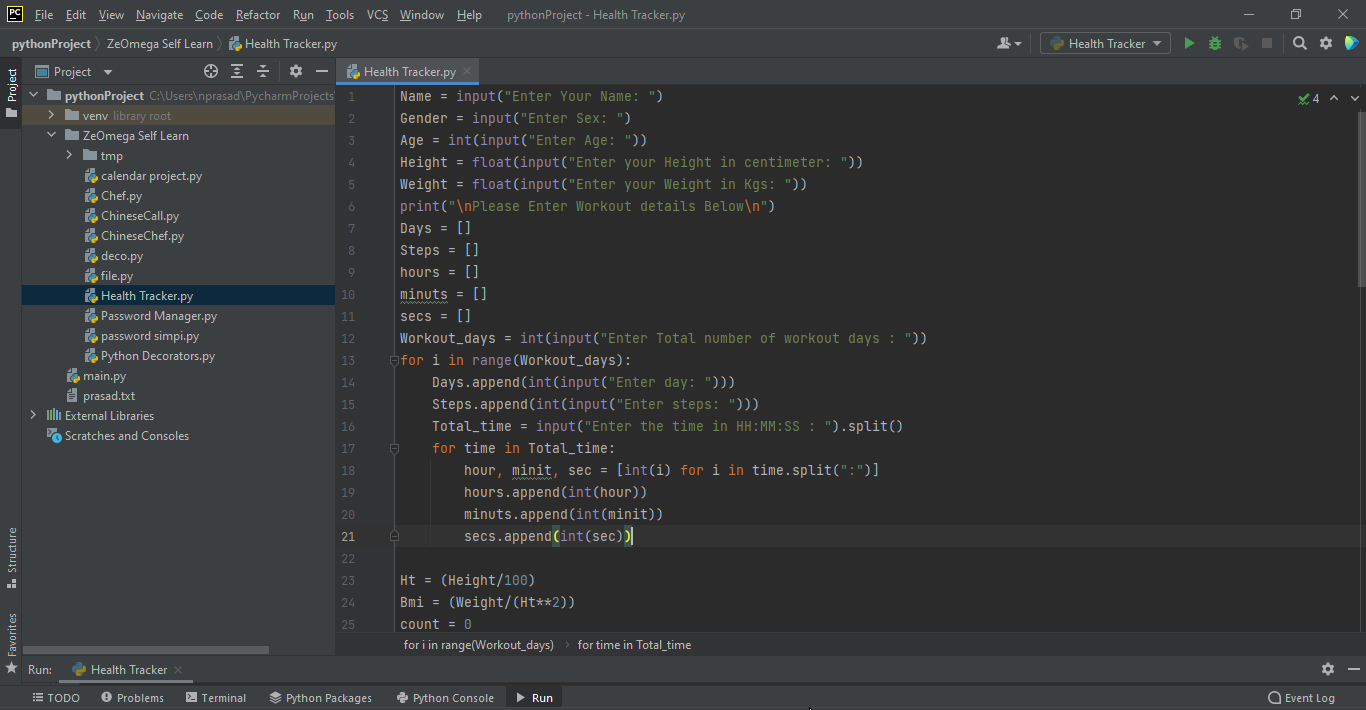 PC File Edit View Navigate Code Refactor Run Tools VCS Window Help pythonProject - Health Tracker.py
pythonProject ZeOmega Self Learn Health Tracker.py Health Tracker
Project
Project
Health Tracker.py
pythonProject C:\Users\nprasad\PycharmProjects
venv library root
ZeOmega Self Learn
tmp
calendar project.py
Chef.py
ChineseCall.py
ChineseChef.py
deco.py
file.py
Health Tracker.py
Password Manager.py
password simpi.py
Python Decorators.py
main.py
prasad.txt
External Libraries
Scratches and Consoles
Structure
Favorites
4
1 Name = input("Enter Your Name: ")
2 Gender = input("Enter Sex: ")
3 Age = int(input("Enter Age: "))
4 Height = float(input("Enter your Height in centimeter: "))
5 Weight = float(input("Enter your Weight in Kgs: "))
6 print("\nPlease Enter Workout details Below\n")
7 Days = []
8 Steps = []
9 hours = []
10 minuts = []
11 secs = []
12 Workout_days = int(input("Enter Total number of workout days : "))
13 for i in range(Workout_days):
14 Days.append(int(input("Enter day: ")))
15 Steps.append(int(input("Enter steps: ")))
16 Total_time = input("Enter the time in HH:MM:SS : ").split()
17 for time in Total_time:
18 hour, minit, sec = [int(i) for i in time.split(":")]
19 hours.append(int(hour))
20 minuts.append(int(minit))
21 secs.append(int(sec))
22
23 Ht = (Height/100)
24 Bmi = (Weight/(Ht**2))
25 count = 0
for i in range(Workout_days) for time in Total_time
Run: Health Tracker
TODO Problems Terminal Python Packages Python Console Run Event Log